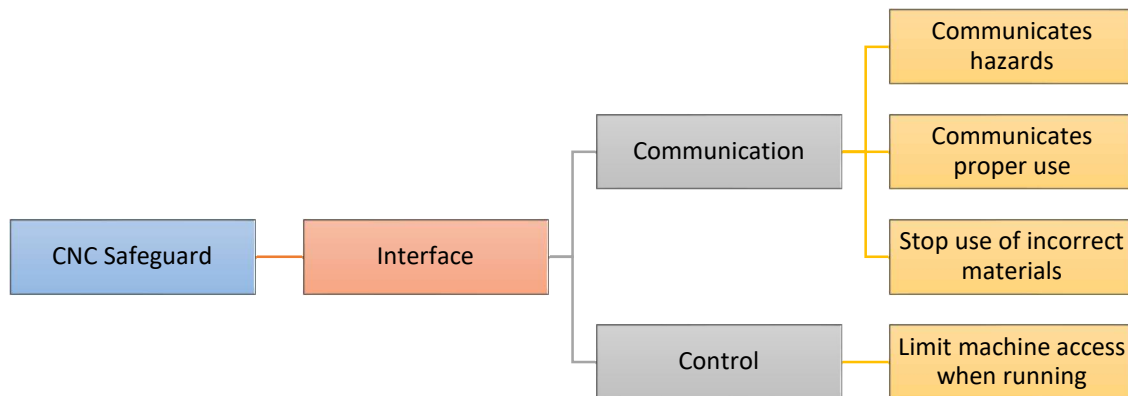 Communicates
hazards
Communication
Communicates
proper use
CNC Safeguard
Interface
Stop use of incorrect
materials
Control
Limit machine access
when running